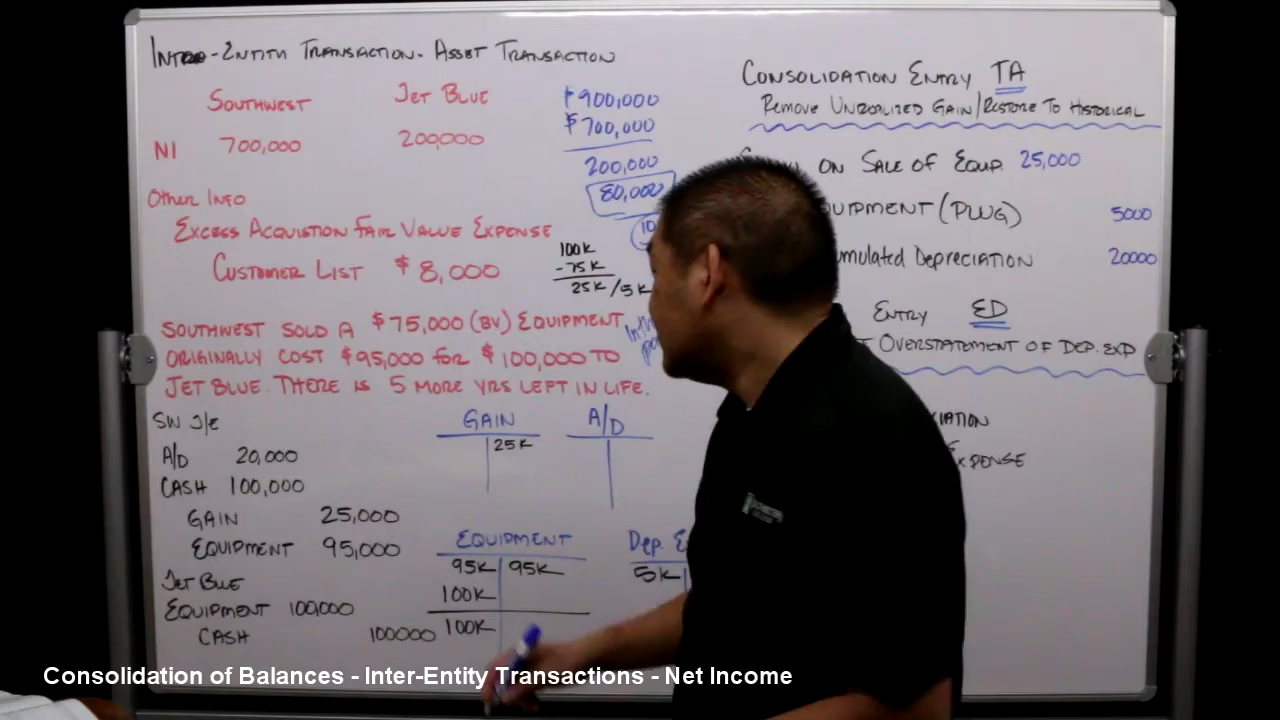 INTER-ENTITY TRANSACTION - ASSET TRANSACTION
SOUTHWEST JET BLUE
NI 700,000 200,000
900,000
$700,000
200,000
80,000
OTHER INFO
EXCESS ACQUISTION FAIR VALUE EXPENSE
CUSTOMER LIST $8,000
100K
-75K
25K/5K
SOUTHWEST SOLD A $75,000 (BV) EQUIPMENT
ORIGINALLY COST $95,000 FOR $100,000 TO
JET BLUE. THERE IS 5 MORE YRS LEFT IN LIFE.
SW J/E
A/D 20,000
CASH 100,000
GAIN 25,000
EQUIPMENT 95,000
JET BLUE
EQUIPMENT 100,000
CASH 100000
GAIN
25K
A/D
EQUIPMENT
95K 95K
100K
100K
Dep.
5K
CONSOLIDATION ENTRY TA
REMOVE UNREALIZED GAIN/RESTORE TO HISTORICAL
ON SALE OF EQUIP. 25,000
(PLUG) 5000
DEPRECIATION 20000
ENTRY ED
OVERSTATEMENT OF DEP. EXP
Consolidation of Balances - Inter-Entity Transactions - Net Income